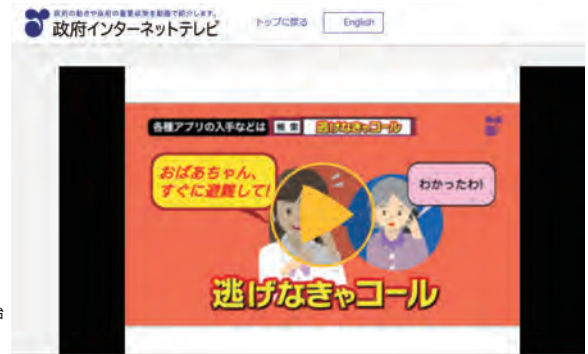 政府の動きや政府の重要政策を動画で紹介します。
政府インターネットテレビ
トップに戻る
English
各種アプリの入手などは 検索 逃げなきゃコール
おばあちゃん、
すぐに避難して!
わかったわ!
逃げなきゃコール